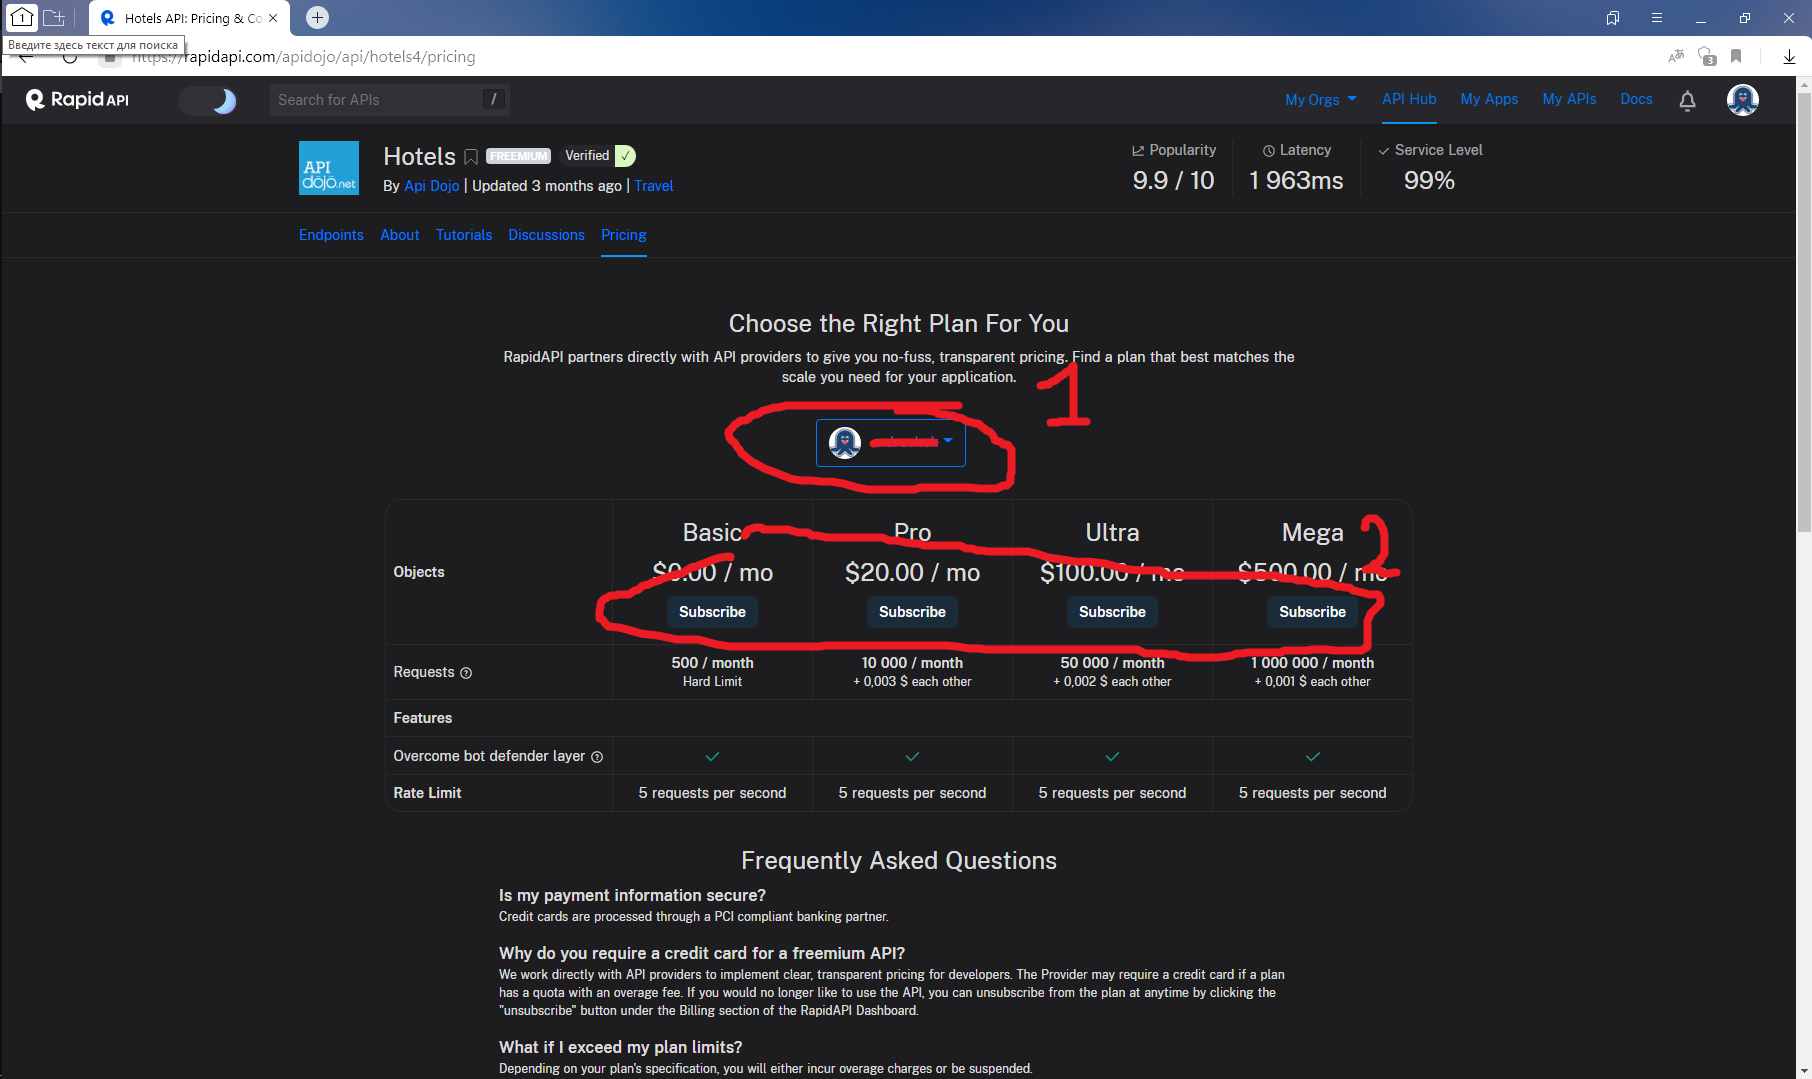 1
Hotels API: Pricing & Co
Введите здесь текст для поиска
https://rapidapi.com/apidojo/api/hotels4/pricing
3
Rapid API
Search for APIs
/
My Orgs
API Hub
My Apps
My APIs
Docs
API
dōjō.net
Hotels
FREEMIUM
Verified ✓
By Api Dojo | Updated 3 months ago | Travel
Popularity
9.9 / 10
Latency
1 963ms
Service Level
99%
Endpoints
About
Tutorials
Discussions
Pricing
Choose the Right Plan For You
RapidAPI partners directly with API providers to give you no-fuss, transparent pricing. Find a plan that best matches the
scale you need for your application.
1
2
Objects
Basic
$0.00 / mo
Subscribe
Pro
$20.00 / mo
Subscribe
Ultra
$100.00 / mo
Subscribe
Mega
$500.00 / mo
Subscribe
Requests
500 / month
Hard Limit
10 000 / month
+ 0,003 $ each other
50 000 / month
+ 0,002 $ each other
1 000 000 / month
+ 0,001 $ each other
Features
Overcome bot defender layer
Rate Limit
5 requests per second
5 requests per second
5 requests per second
5 requests per second
Frequently Asked Questions
Is my payment information secure?
Credit cards are processed through a PCI compliant banking partner.
Why do you require a credit card for a freemium API?
We work directly with API providers to implement clear, transparent pricing for developers. The Provider may require a credit card if a plan
has a quota with an overage fee. If you would no longer like to use the API, you can unsubscribe from the plan at anytime by clicking the
"unsubscribe" button under the Billing section of the RapidAPI Dashboard.
What if I exceed my plan limits?
Depending on your plan's specification, you will either incur overage charges or be suspended.